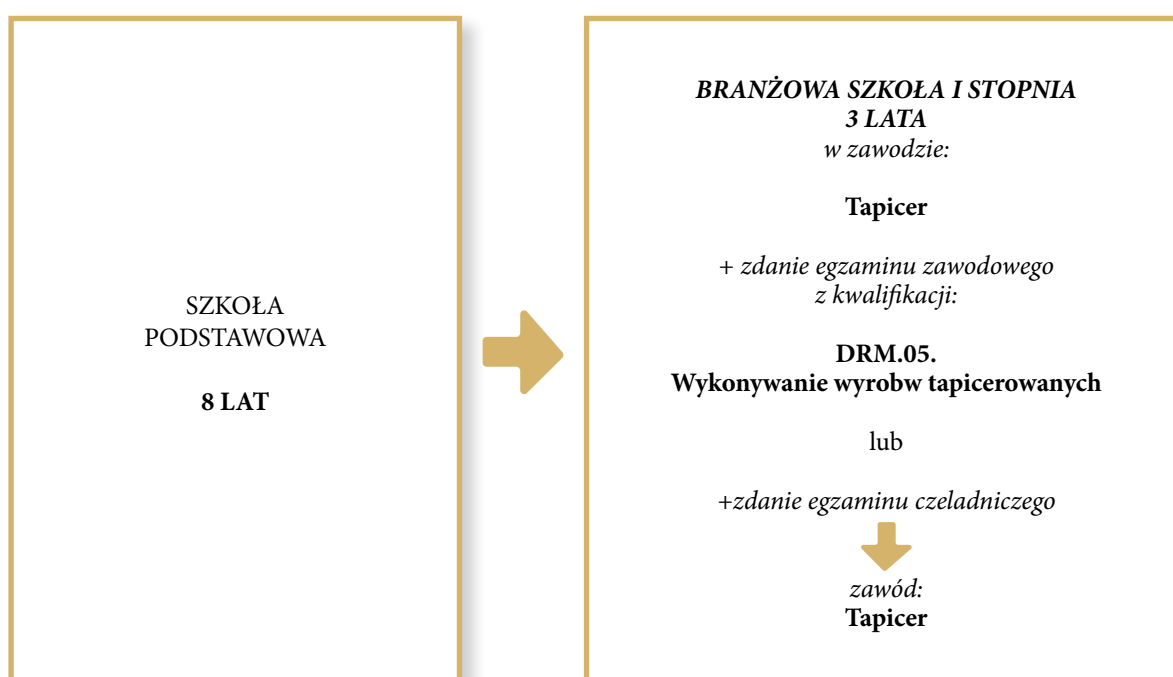 SZKOŁA
PODSTAWOWA
8 LAT
BRANŻOWA SZKOŁA I STOPNIA
3 LATA
w zawodzie:
Tapicer
+ zdanie egzaminu zawodowego
z kwalifikacji:
DRM.05.
Wykonywanie wyrobw tapicerowanych
lub
+zdanie egzaminu czeladniczego
zawód:
Tapicer